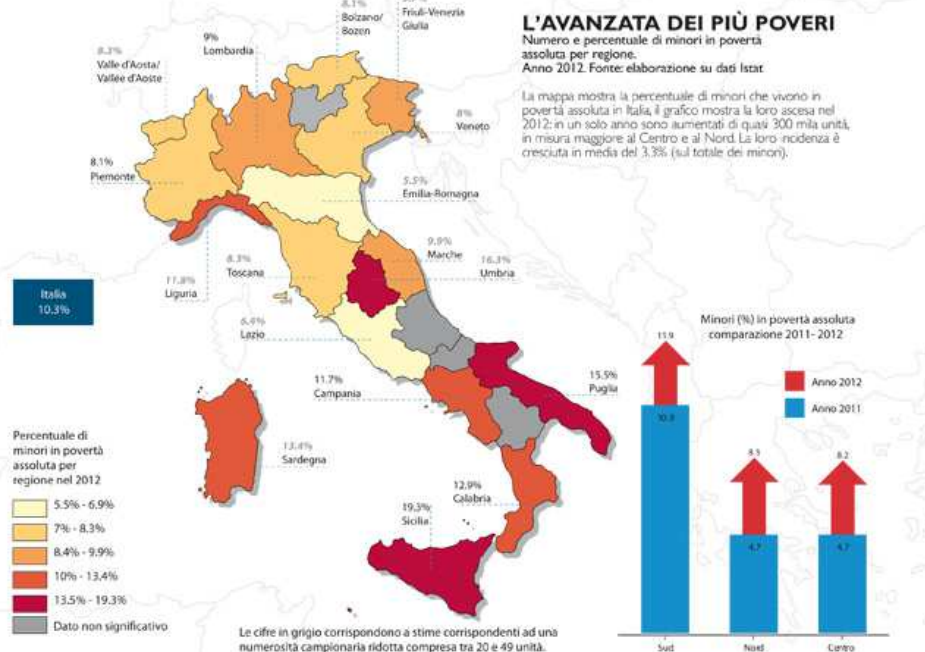 L'AVANZATA DEI PIÙ POVERI
Numero e percentuale di minori in povertà
assoluta per regione.
Anno 2012. Fonte: elaborazione su dati Istat
La mappa mostra la percentuale di minori che vivono in
povertà assoluta in Italia, il grafico mostra la loro ascesa nel
2012: in un solo anno sono aumentati di quasi 300 mila unità,
in misura maggiore al Centro e al Nord. La loro incidenza è
cresciuta in media del 3.3% (sul totale dei minori).
8.1%
Bolzano/
Bozen
Friuli-Venezia
Giulia
9%
Lombardia
8.3%
Valle d'Aosta/
Vallée d'Aoste
8%
Veneto
8.1%
Piemonte
5.5%
Emilia-Romagna
9.9%
Marche
16.3%
Umbria
8.3%
Toscana
11.8%
Liguria
Italia
10.3%
6.4%
Lazio
11.7%
Campania
15.5%
Puglia
13.4%
Sardegna
12.9%
Calabria
19.3%
Sicilia
Percentuale di
minori in povertà
assoluta per
regione nel 2012
5.5% - 6.9%
7% - 8.3%
8.4% - 9.9%
10% - 13.4%
13.5% - 19.3%
Dato non significativo
Le cifre in grigio corrispondono a stime corrispondenti ad una
numerosità campionaria ridotta compresa tra 20 e 49 unità.
Minori (%) in povertà assoluta
comparazione 2011- 2012
Anno 2012
Anno 2011
11.9
10.9
8.5
4.7
8.2
4.7
Sud
Nord
Centro